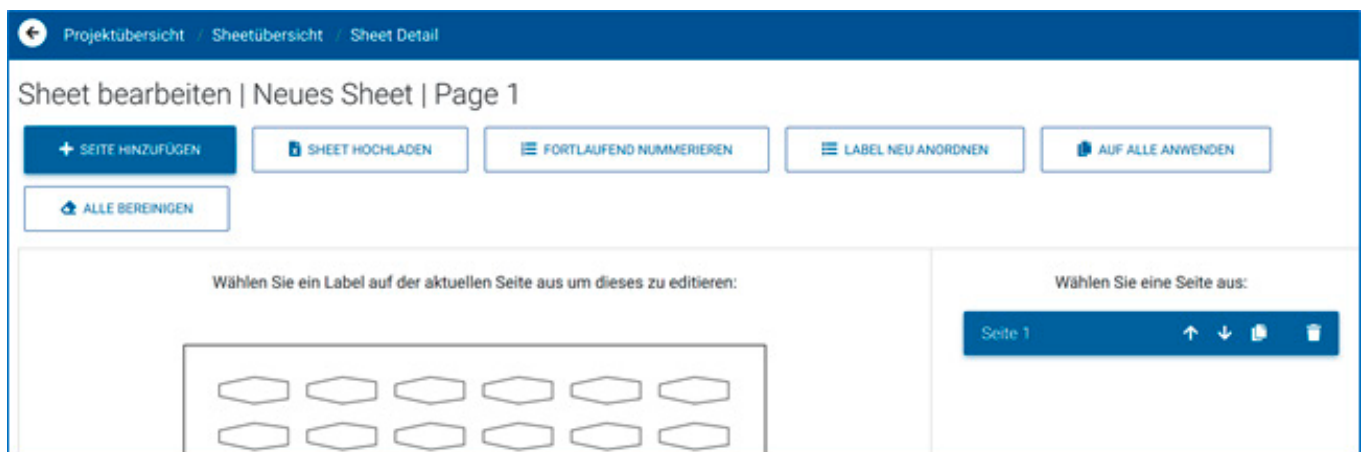 Projektübersicht / Sheetübersicht / Sheet Detail
Sheet bearbeiten | Neues Sheet | Page 1
SEITE HINZUFÜGEN SHEET HOCHLADEN FORTLAUFEND NUMMERIEREN LABEL NEU ANORDNEN AUF ALLE ANWENDEN
ALLE BEREINIGEN
Wählen Sie ein Label auf der aktuellen Seite aus um dieses zu editieren:
Wählen Sie eine Seite aus:
Seite 1